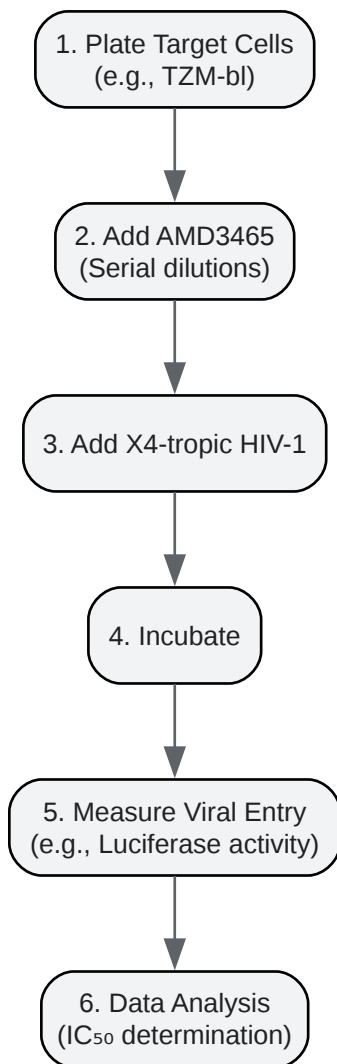 1. Plate Target Cells
(e.g., TZM-bl)
2. Add AMD3465
(Serial dilutions)
3. Add X4-tropic HIV-1
4. Incubate
5. Measure Viral Entry
(e.g., Luciferase activity)
6. Data Analysis
(IC₅₀ determination)